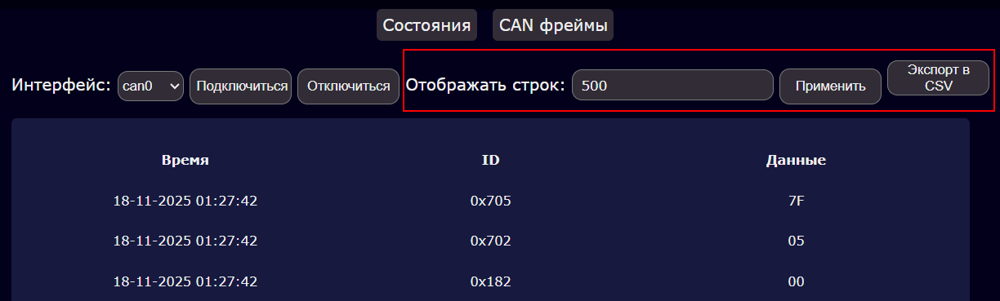 Состояния CAN фреймы
Интерфейс: can0 Подключиться Отключиться Отображать строк: 500 Применить Экспорт в
CSV
Время ID Данные
18-11-2025 01:27:42 0x705 7F
18-11-2025 01:27:42 0x702 05
18-11-2025 01:27:42 0x182 00